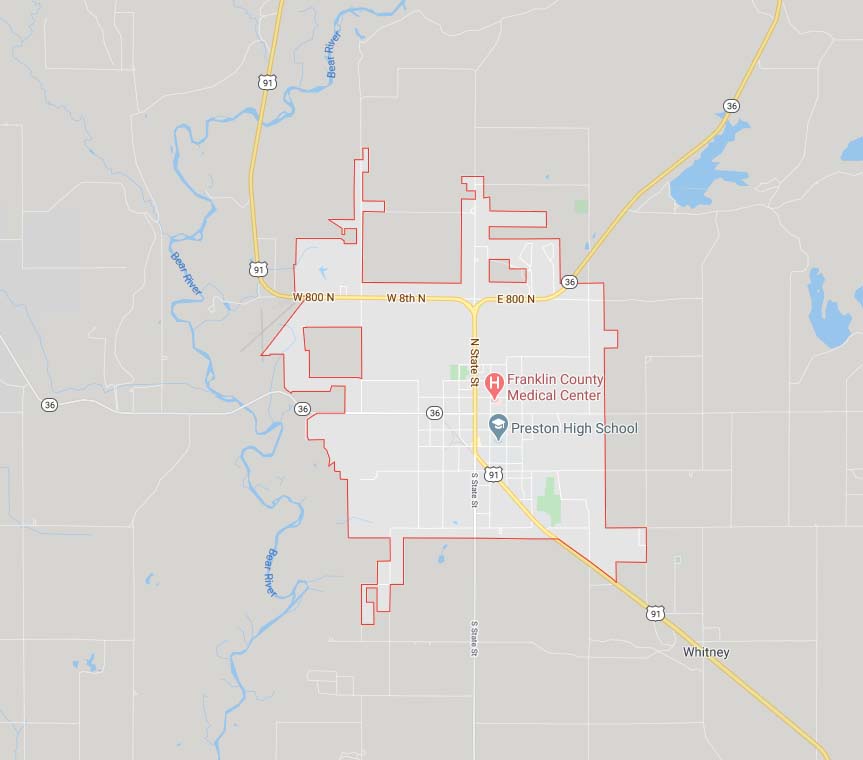 Bear River
91
36
Bear River
91
36
W 800 N
W 8th N
E 800 N
N State St
Franklin County
Medical Center
36
36
36
Preston High School
91
S State St
Bear River
91
S State St
Whitney